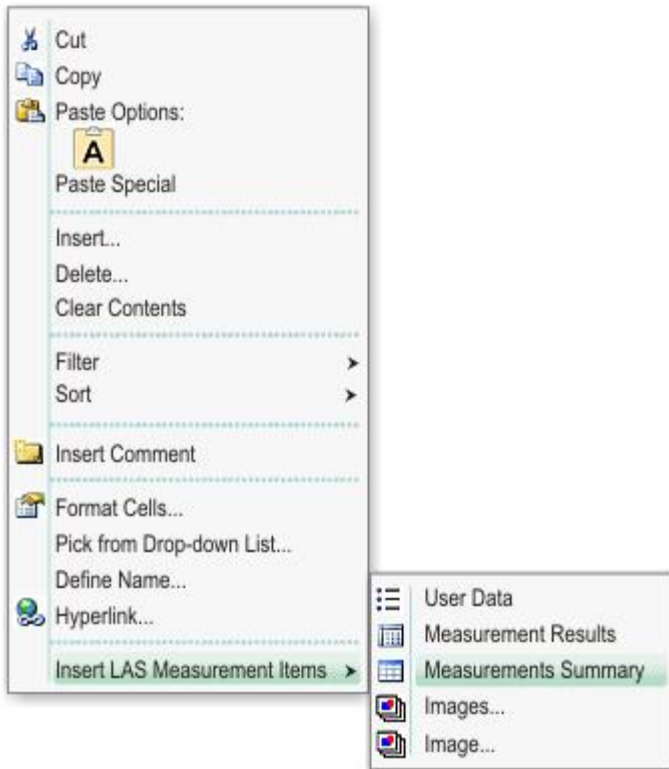 Cut
Copy
Paste Options:
A
Paste Special
Insert...
Delete...
Clear Contents
Filter
Sort
Insert Comment
Format Cells...
Pick from Drop-down List...
Define Name...
Hyperlink...
Insert LAS Measurement Items
User Data
Measurement Results
Measurements Summary
Images...
Image...